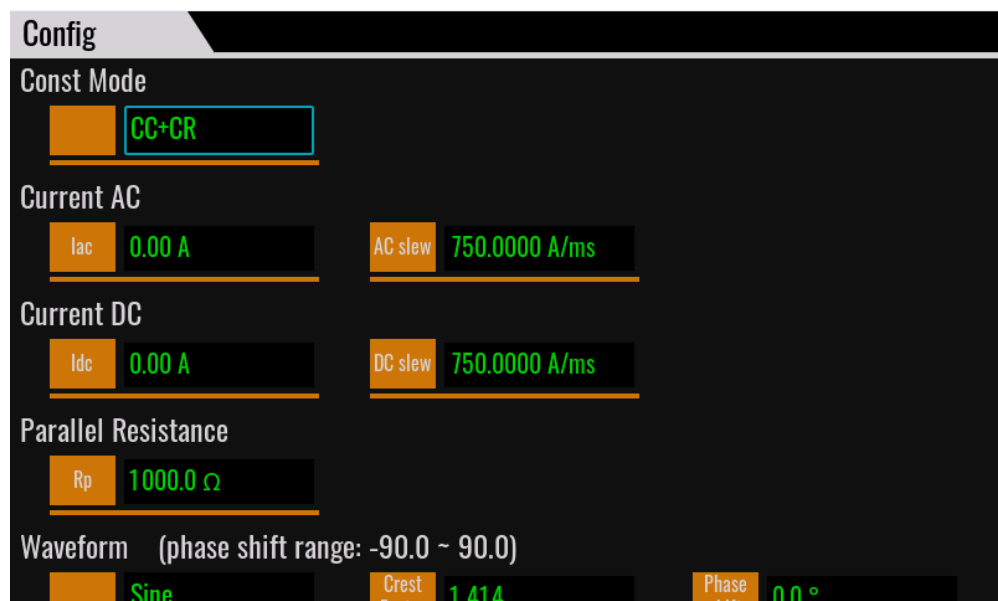 Config
Const Mode
CC+CR
Current AC
Iac 0.00 A AC slew 750.0000 A/ms
Current DC
Idc 0.00 A DC slew 750.0000 A/ms
Parallel Resistance
Rp 1000.0 Ω
Waveform (phase shift range: -90.0 ~ 90.0)
Sine Crest 1.414 Phase 0.0 °